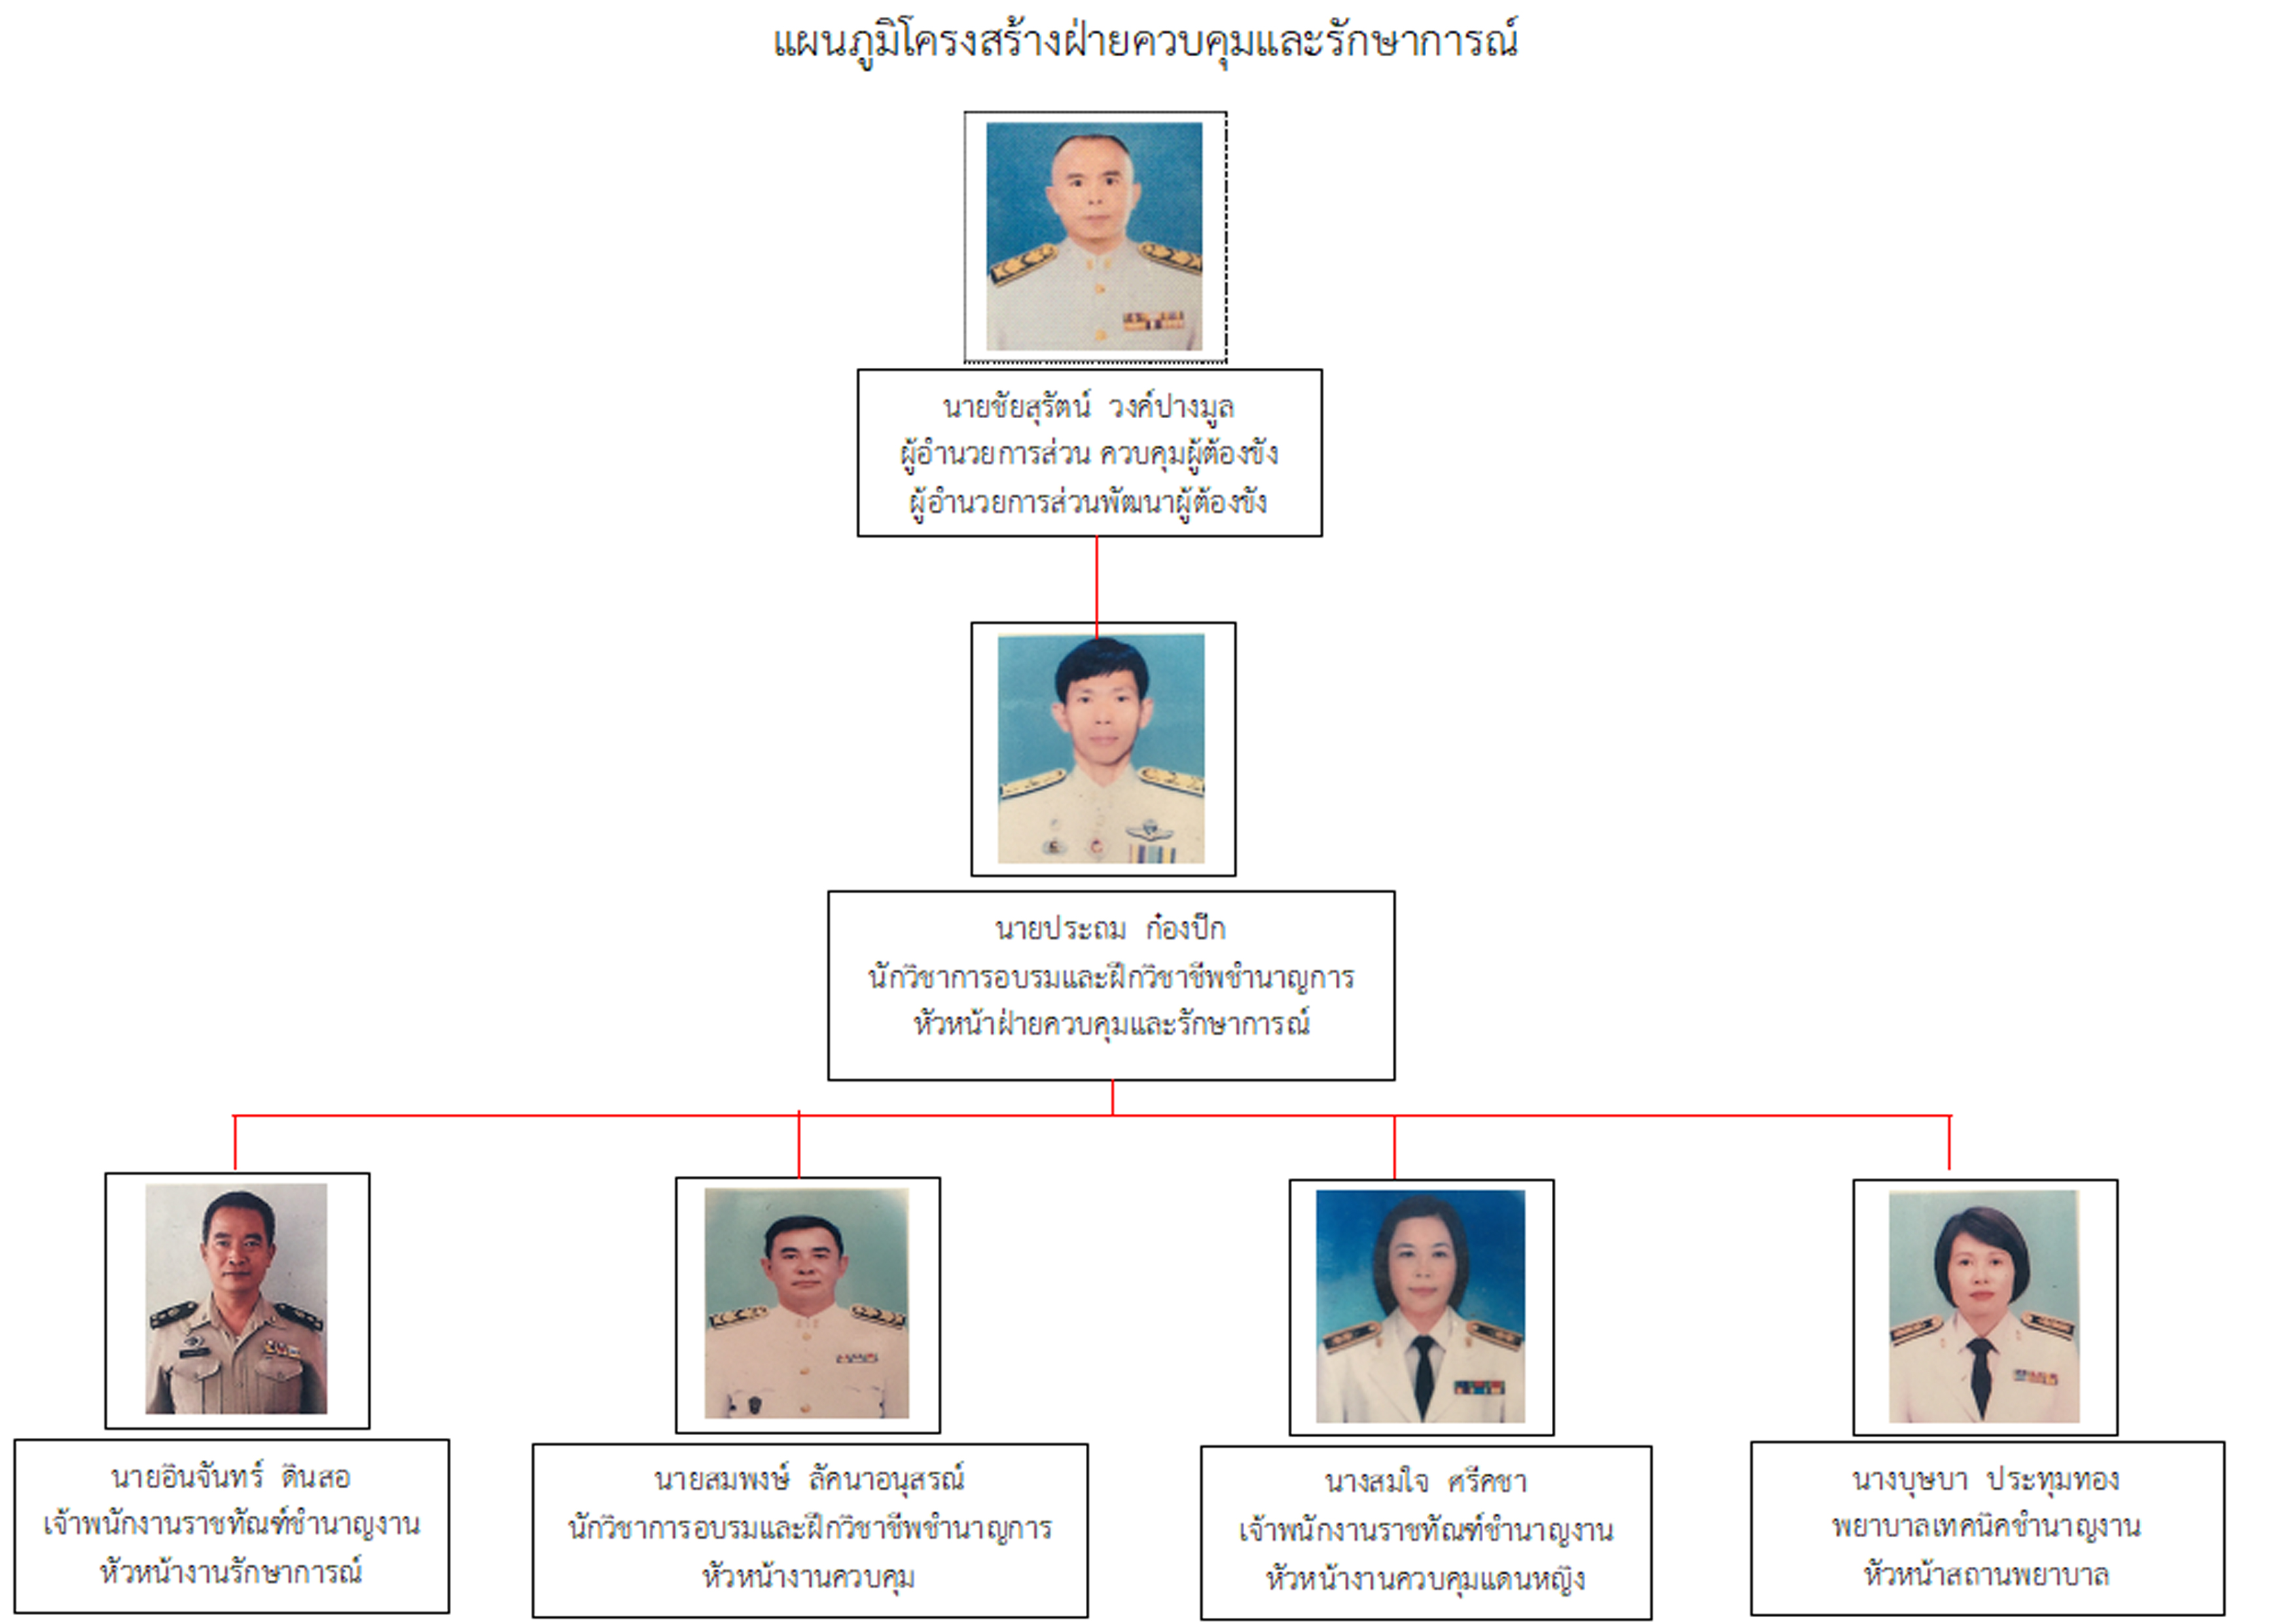 แผนภูมิโครงสร้างฝ่ายควบคุมและรักษาการณ์
นายชัยสุรัตน์ วงค์ปางมูล
ผู้อำนวยการส่วน ควบคุมผู้ต้องขัง
ผู้อำนวยการส่วนพัฒนาผู้ต้องขัง
นายประถม ก๋องปึก
นักวิชาการอบรมและฝึกวิชาชีพชำนาญการ
หัวหน้าฝ่ายควบคุมและรักษาการณ์
นายอินจันทร์ ดินสอ
เจ้าพนักงานราชทัณฑ์ชำนาญงาน
หัวหน้างานรักษาการณ์
นายสมพงษ์ ลัคนาอนุสรณ์
นักวิชาการอบรมและฝึกวิชาชีพชำนาญการ
หัวหน้างานควบคุม
นางสมใจ ศรีคชา
เจ้าพนักงานราชทัณฑ์ชำนาญงาน
หัวหน้างานควบคุมแดนหญิง
นางบุษบา ประทุมทอง
พยาบาลเทคนิคชำนาญงาน
หัวหน้าสถานพยาบาล